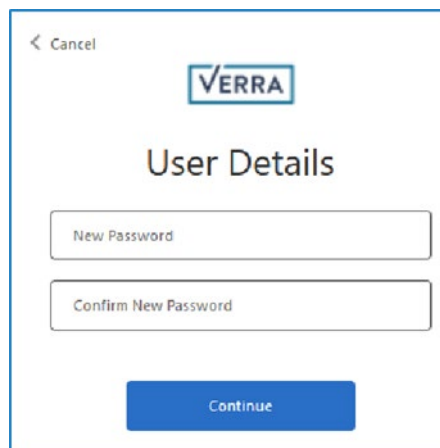 Cancel
VERRA
User Details
New Password
Confirm New Password
Continue